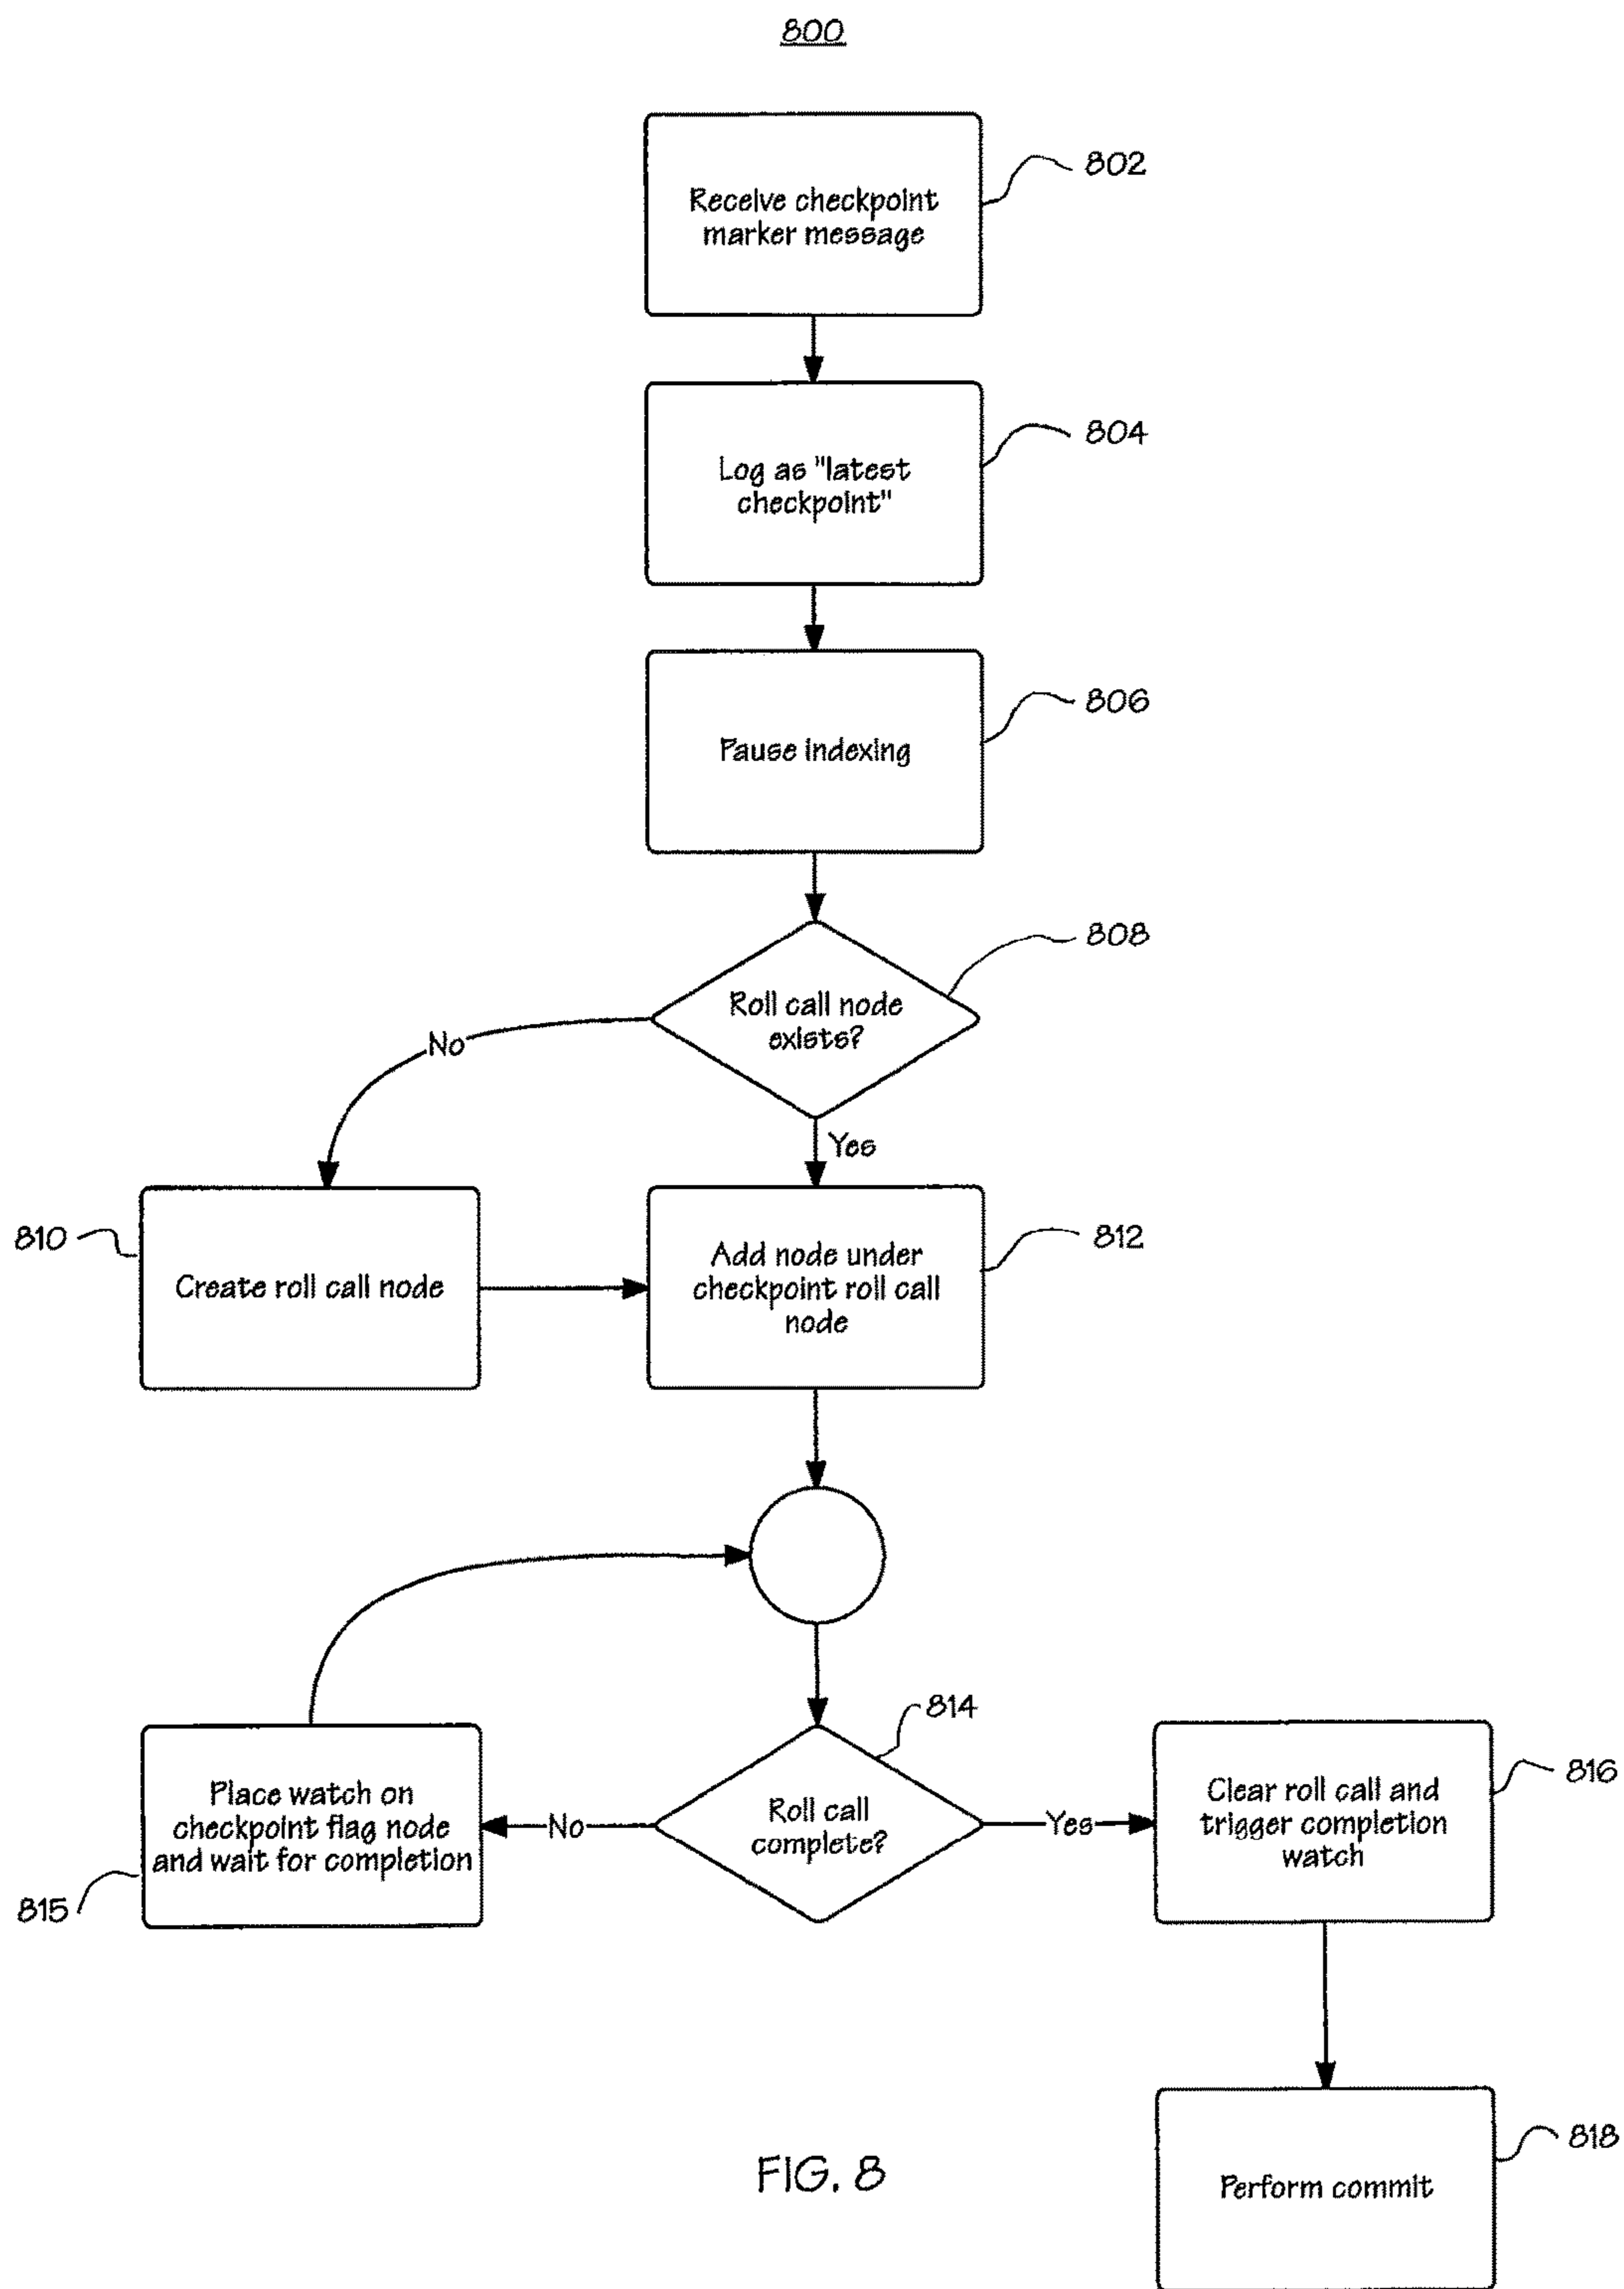 800
Receive checkpoint
marker message
802
Log as "latest
checkpoint"
804
Pause indexing
806
Roll call node
exists?
808
No
Yes
810
Create roll call node
Add node under
checkpoint roll call
node
812
Roll call
complete?
814
No
Yes
Place watch on
checkpoint flag node
and wait for completion
815
Clear roll call and
trigger completion
watch
816
Perform commit
818
FIG. 8